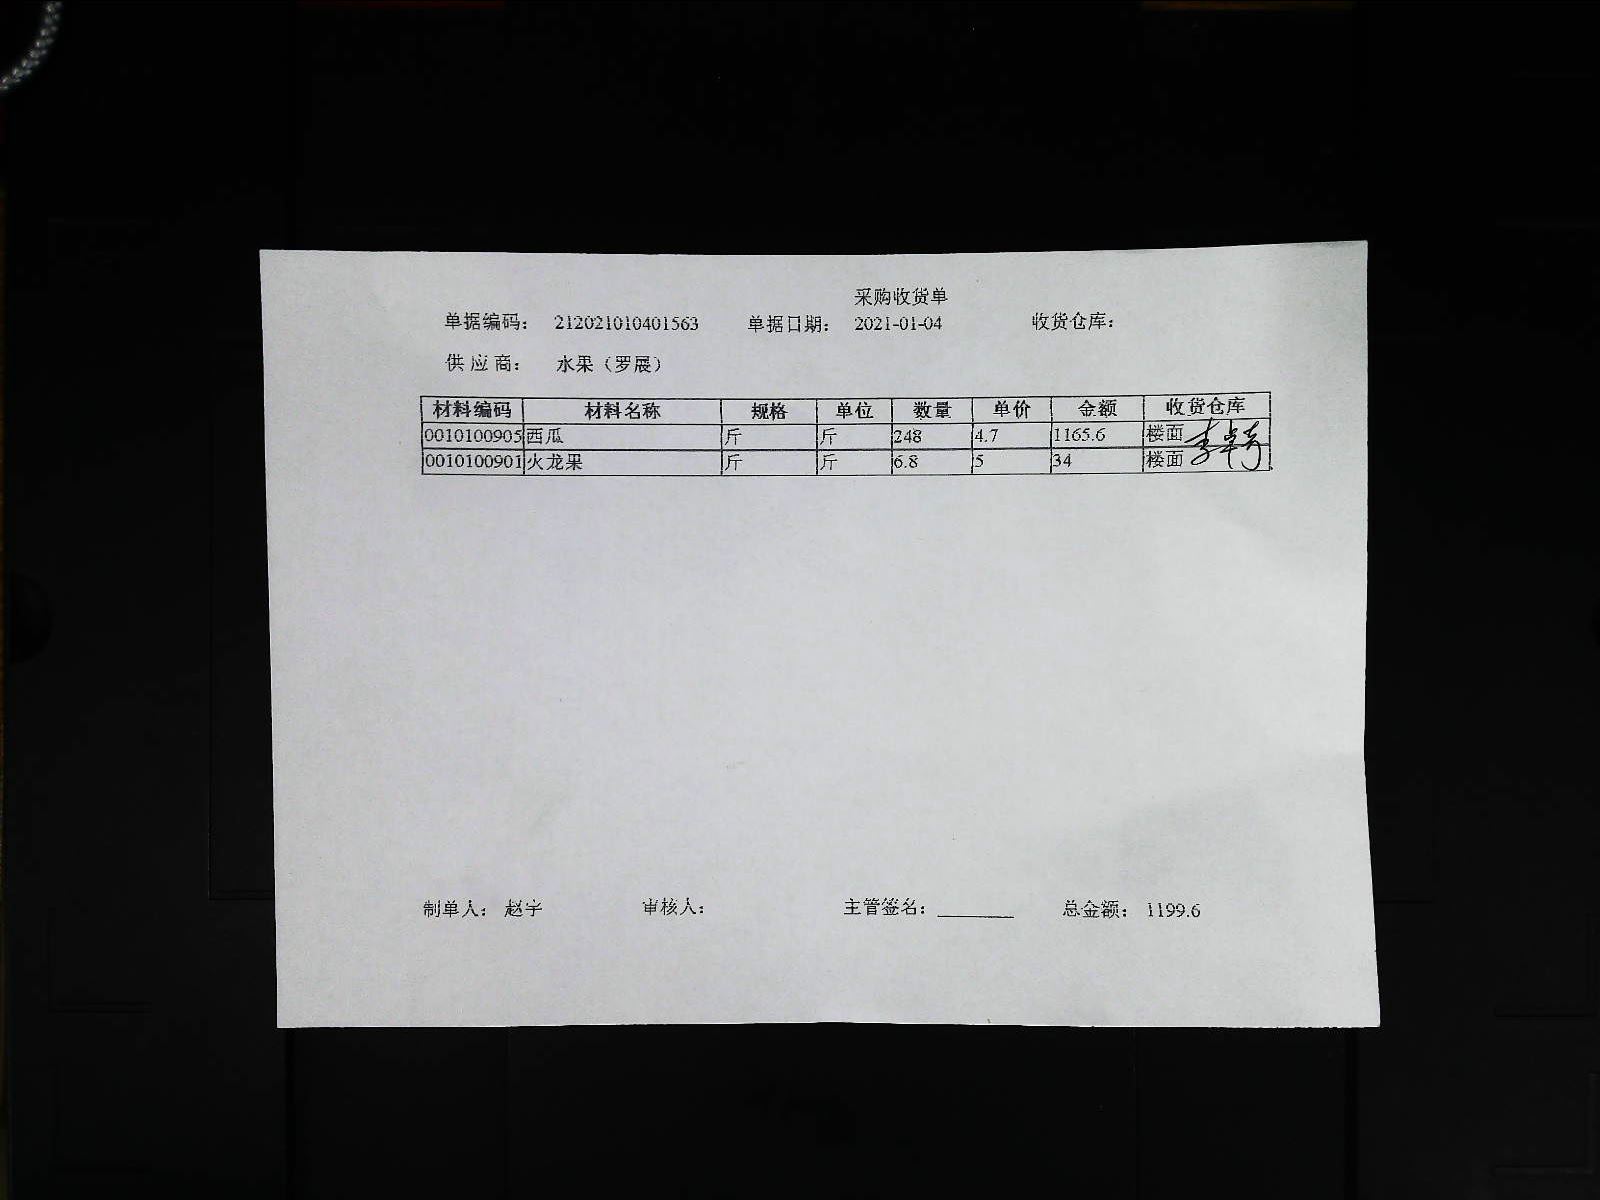 采购收货单
单据编码： 212021010401563 单据日期： 2021-01-04 收货仓库：
供 应 商： 水果（罗展）
材料编码 材料名称 规格 单位 数量 单价 金额 收货仓库
0010100905 西瓜 斤 斤 248 4.7 1165.6 楼面
0010100901 火龙果 斤 斤 6.8 5 34 楼面
制单人： 赵宇 审核人： 主管签名： 总金额： 1199.6